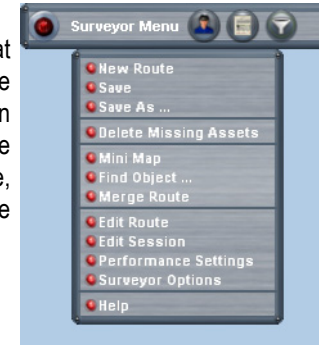 Surveyor Menu
at
e
n
e
e,
e
New Route
Save
Save As ...
Delete Missing Assets
Mini Map
Find Object ...
Merge Route
Edit Route
Edit Session
Performance Settings
Surveyor Options
Help